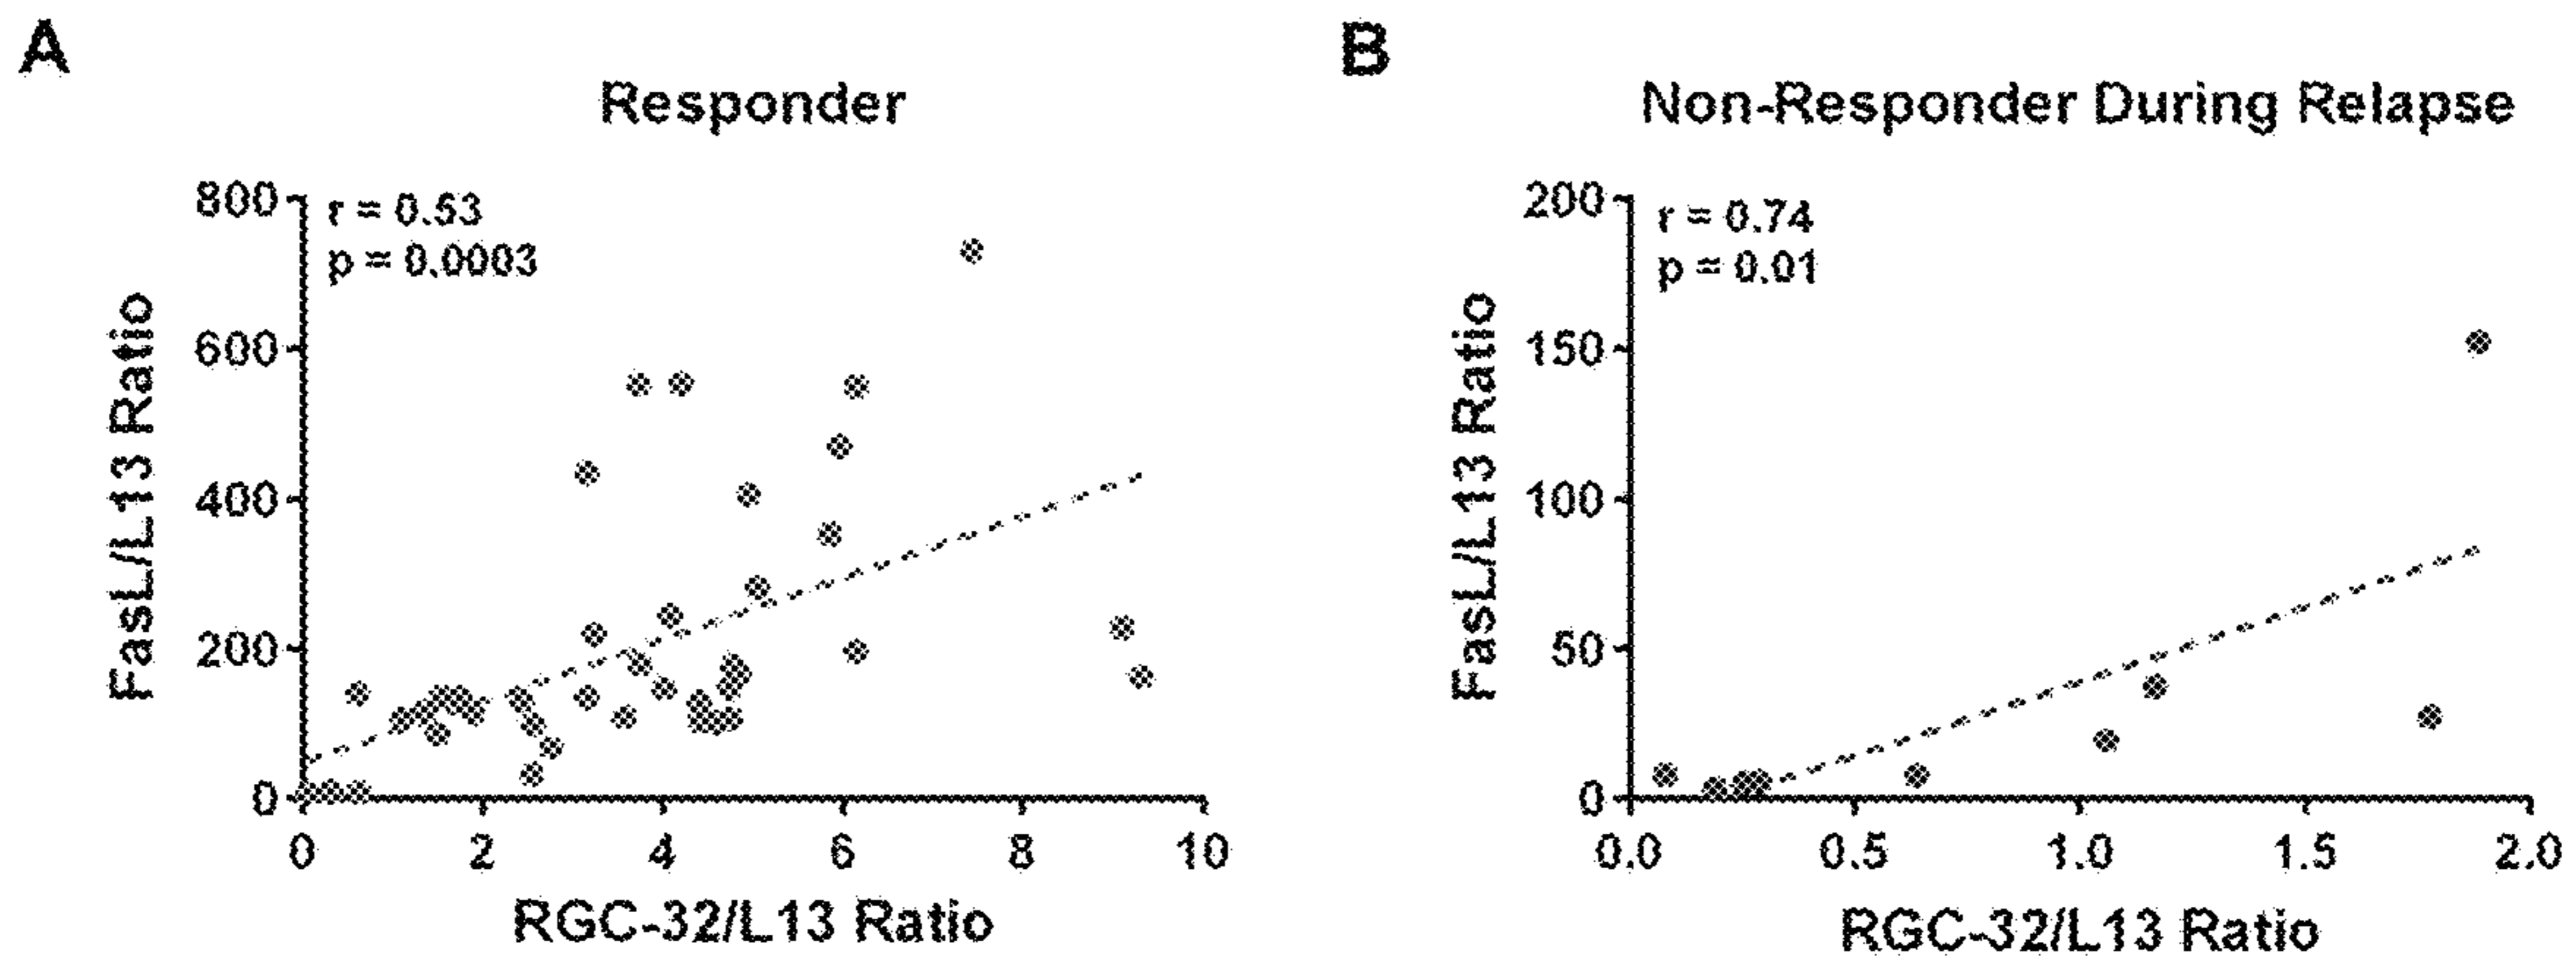 A
Responder
800
600
400
200
0
r = 0.53
p = 0.0003
FasL/L13 Ratio
0 2 4 6 8 10
RGC-32/L13 Ratio
B
Non-Responder During Relapse
200
150
100
50
0
r = 0.74
p = 0.01
FasL/L13 Ratio
0.0 0.5 1.0 1.5 2.0
RGC-32/L13 Ratio